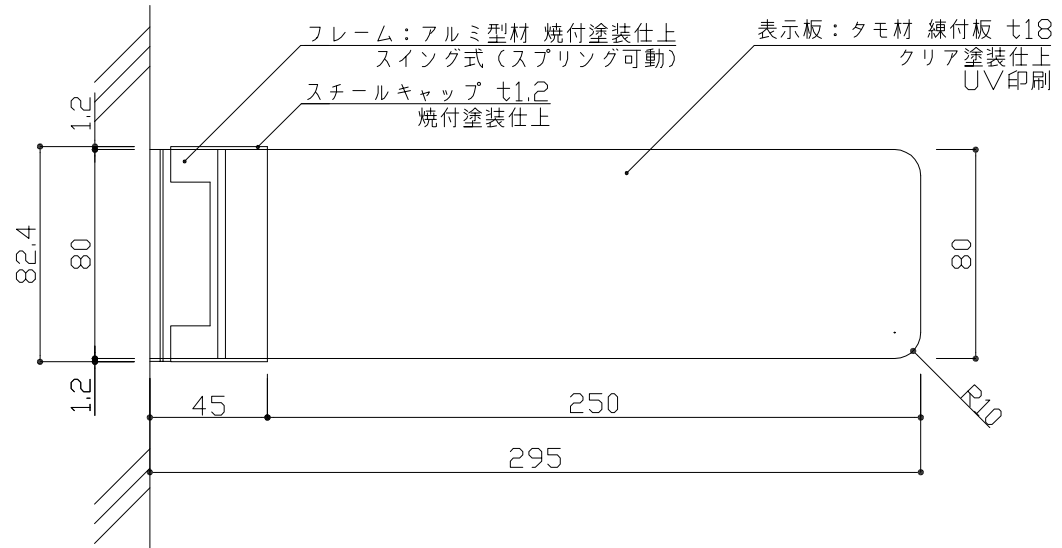 フレーム：アルミ型材 焼付塗装仕上
スイング式（スプリング可動）
スチールキャップ t1.2
焼付塗装仕上
表示板：タモ材 練付板 t18
クリア塗装仕上
UV印刷
1.2
82.4
80
1.2
80
R10
45
250
295